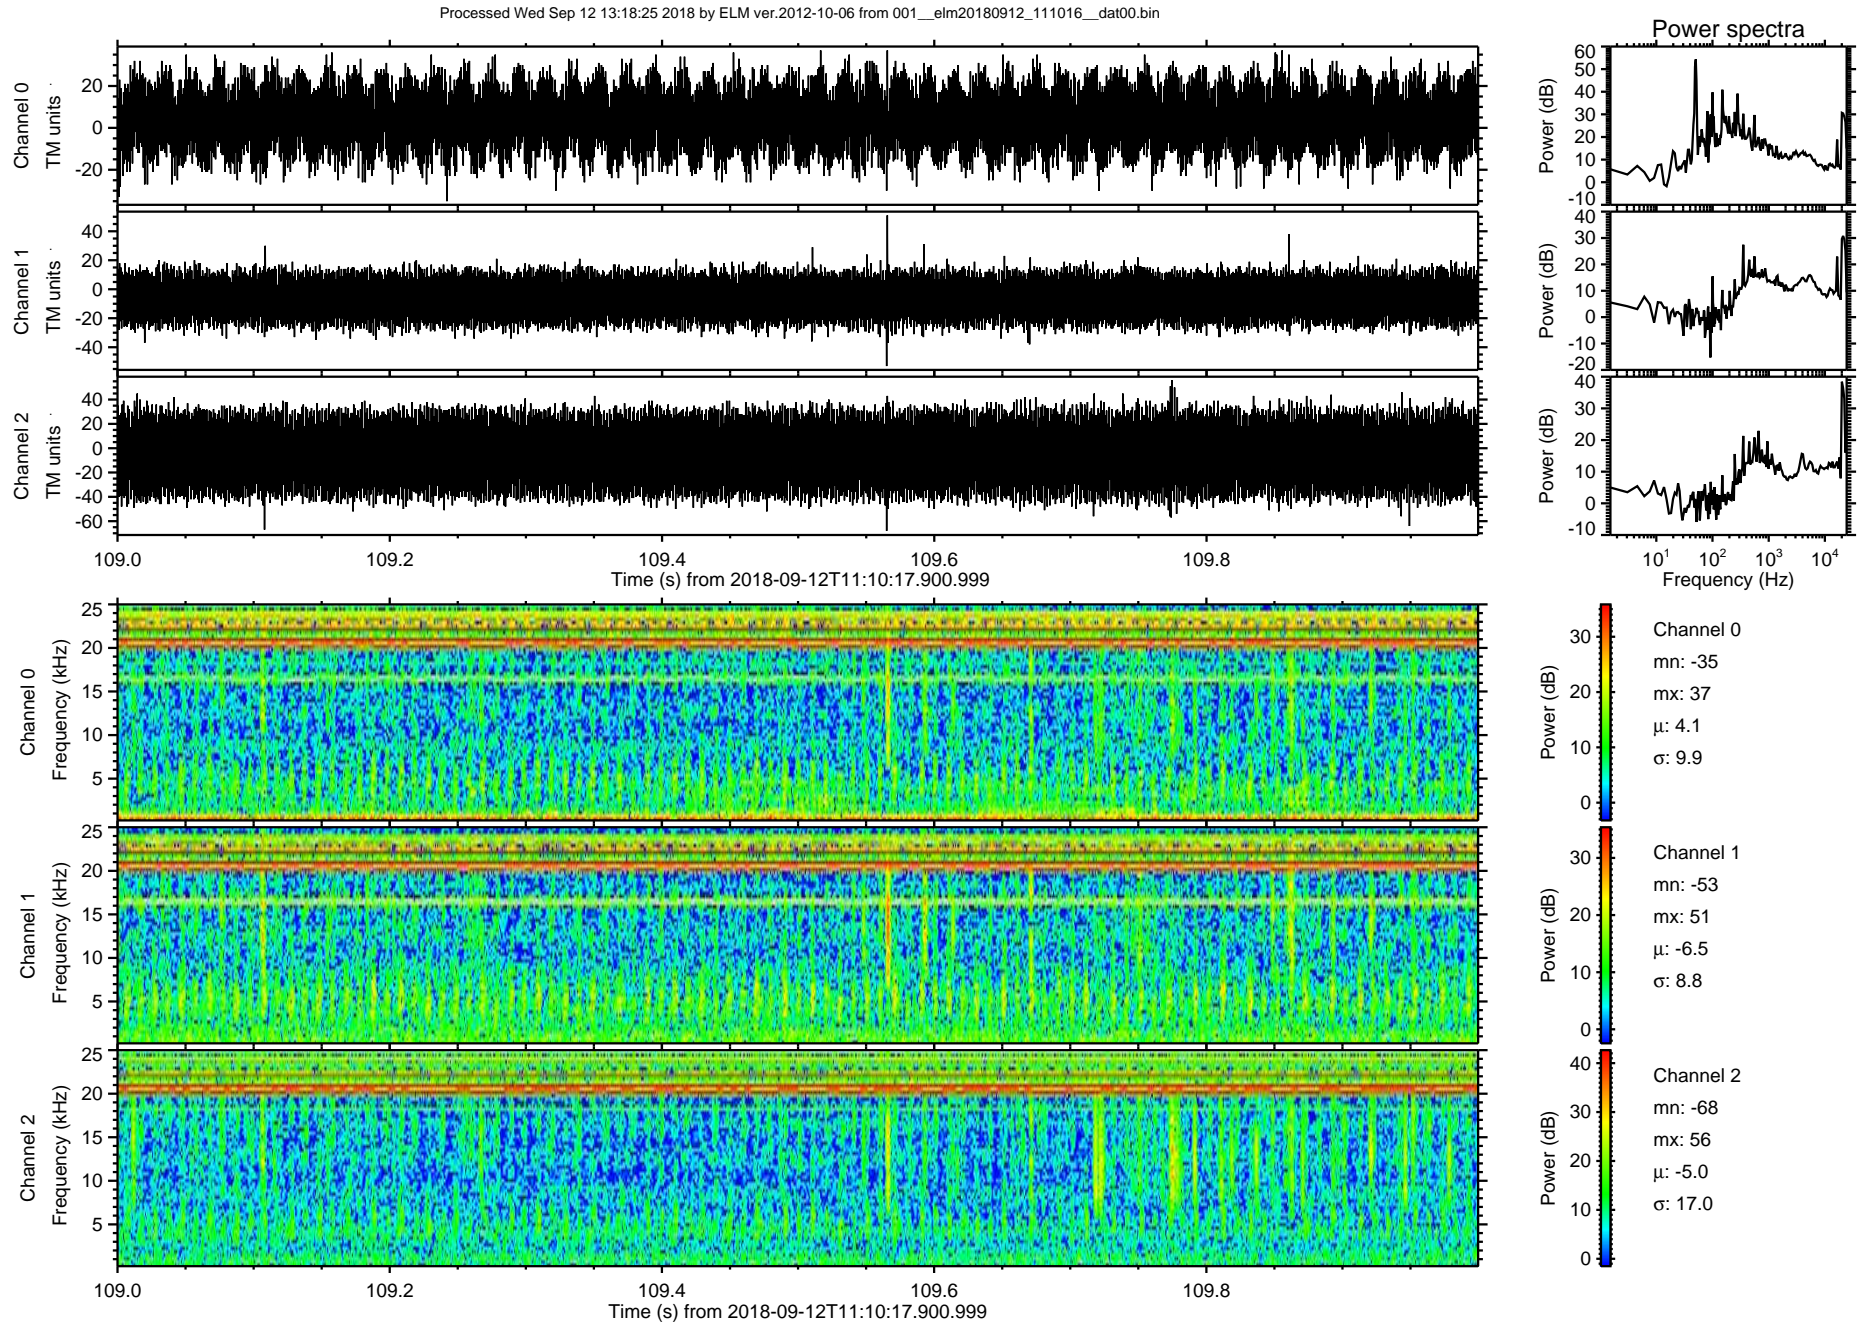 Processed Wed Sep 12 13:18:25 2018 by ELM ver.2012-10-06 from 001__elm20180912_111016__dat00.bin
Power spectra
Channel 0
TM units
20
0
-20
Power (dB)
60
50
40
30
20
10
0
-10
Channel 1
TM units
40
20
0
-20
-40
Power (dB)
40
30
20
10
0
-10
-20
Channel 2
TM units
40
20
0
-20
-40
-60
Power (dB)
40
30
20
10
0
-10
109.0 109.2 109.4 109.6 109.8
Time (s) from 2018-09-12T11:10:17.900.999
10^1 10^2 10^3 10^4
Frequency (Hz)
Channel 0
Frequency (kHz)
25
20
15
10
5
Power (dB)
30
20
10
0
Channel 0
mn: -35
mx: 37
μ: 4.1
σ: 9.9
Channel 1
Frequency (kHz)
25
20
15
10
5
Power (dB)
30
20
10
0
Channel 1
mn: -53
mx: 51
μ: -6.5
σ: 8.8
Channel 2
Frequency (kHz)
25
20
15
10
5
Power (dB)
40
30
20
10
0
Channel 2
mn: -68
mx: 56
μ: -5.0
σ: 17.0
109.0 109.2 109.4 109.6 109.8
Time (s) from 2018-09-12T11:10:17.900.999